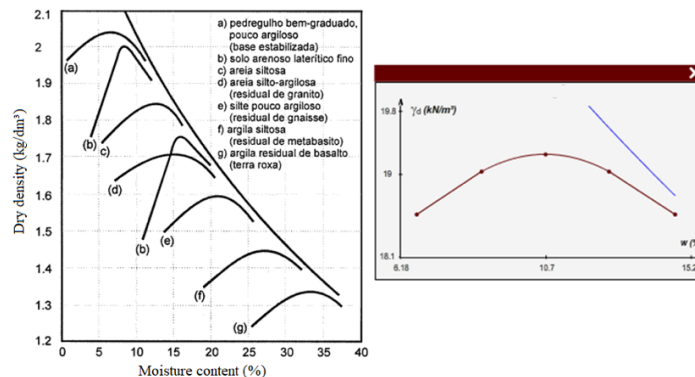 2.1
2
1.9
1.8
1.7
1.6
1.5
1.4
1.3
1.2
Dry density (kg/dm³)
0
5
10
15
20
25
30
35
40
Moisture content (%)
a) pedregulho bem-graduado,
pouco argiloso
(base estabilizada)
b) solo arenoso laterítico fino
c) areia siltosa
d) areia silto-argilosa
(residual de granito)
e) silte pouco argiloso
(residual de gnaisse)
f) argila siltosa
(residual de metabasito)
g) argila residual de basalto
(terra roxa)
(a)
(b)
(c)
(d)
(b)
(e)
(f)
(g)
X
γd (kN/m³)
19.8
19
18.1
6.18
10.7
15.2
w (%